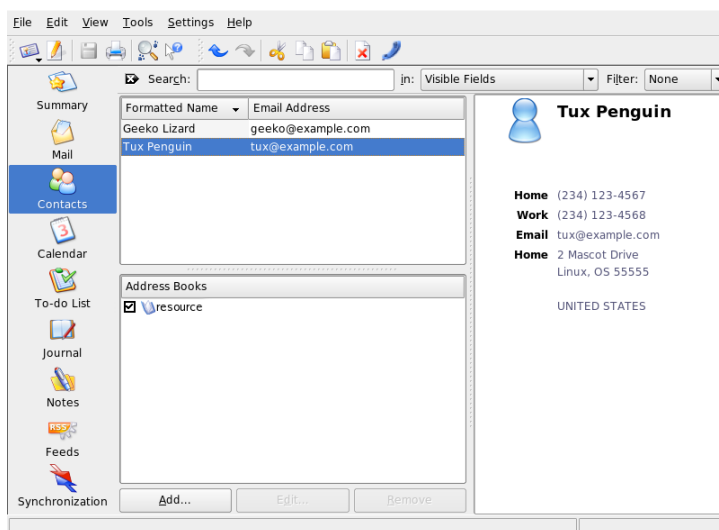 File Edit View Tools Settings Help
Search: in: Visible Fields Filter: None
Summary
Mail
Contacts
3
Calendar
To-do List
Journal
Notes
RSS
Feeds
Synchronization
Formatted Name Email Address
Geeko Lizard geeko@example.com
Tux Penguin tux@example.com
Address Books
resource
Add... Edit... Remove
Tux Penguin
Home (234) 123-4567
Work (234) 123-4568
Email tux@example.com
Home 2 Mascot Drive
Linux, OS 55555
UNITED STATES